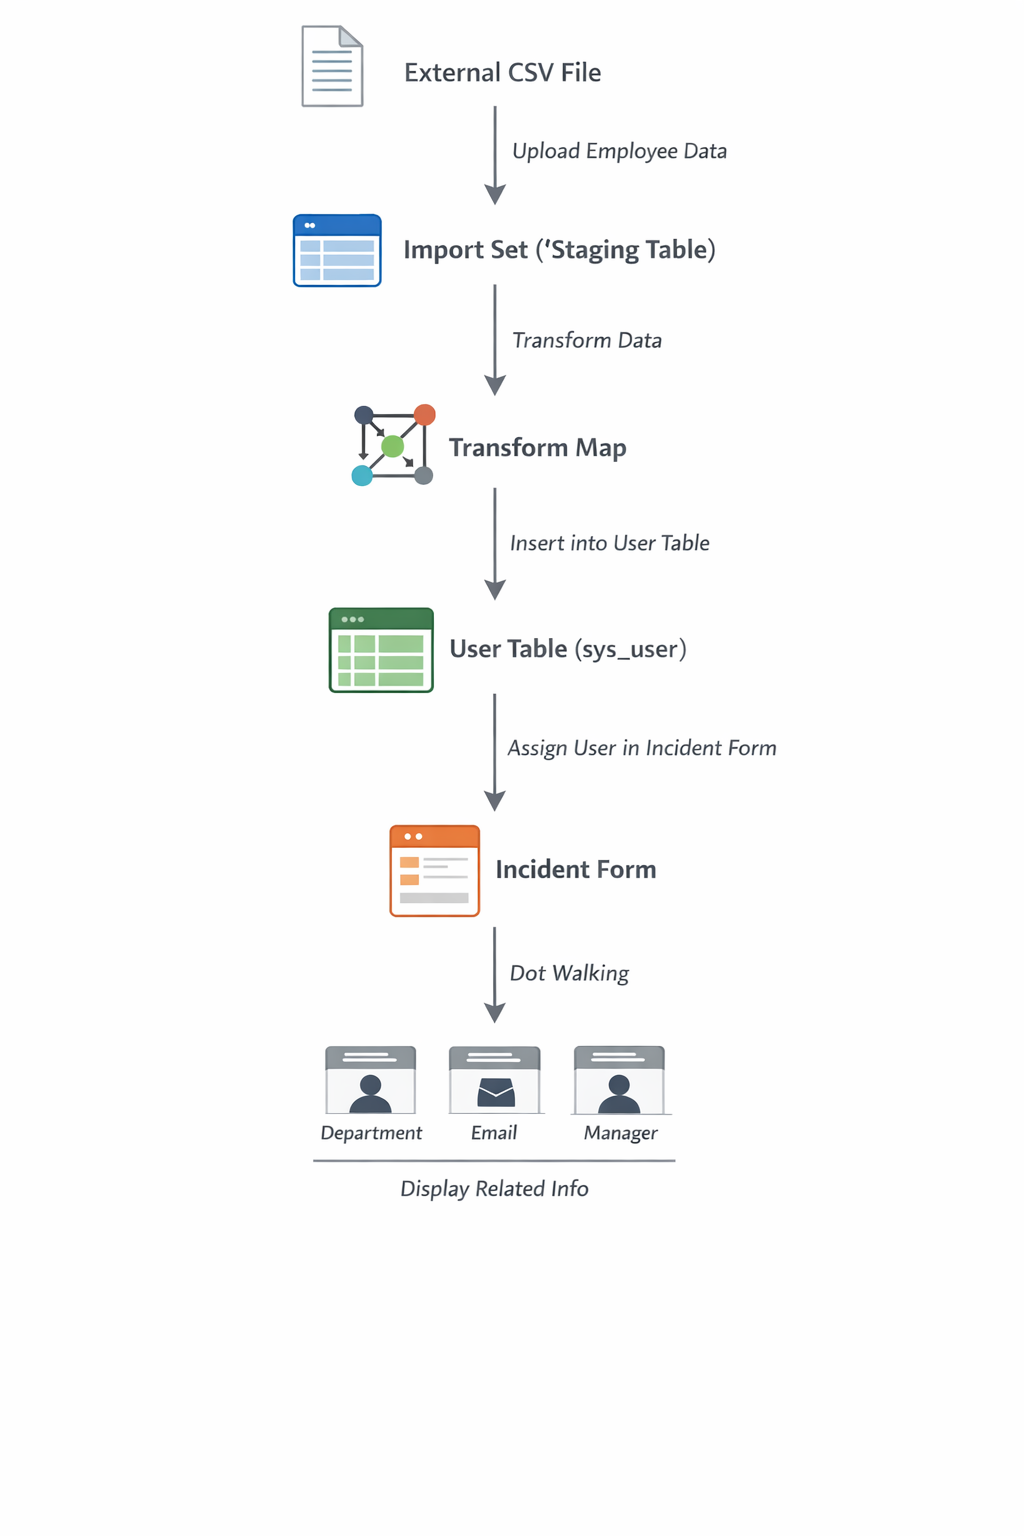 External CSV File
Upload Employee Data
Import Set ('Staging Table)
Transform Data
Transform Map
Insert into User Table
User Table (sys_user)
Assign User in Incident Form
Incident Form
Dot Walking
Department Email Manager
Display Related Info